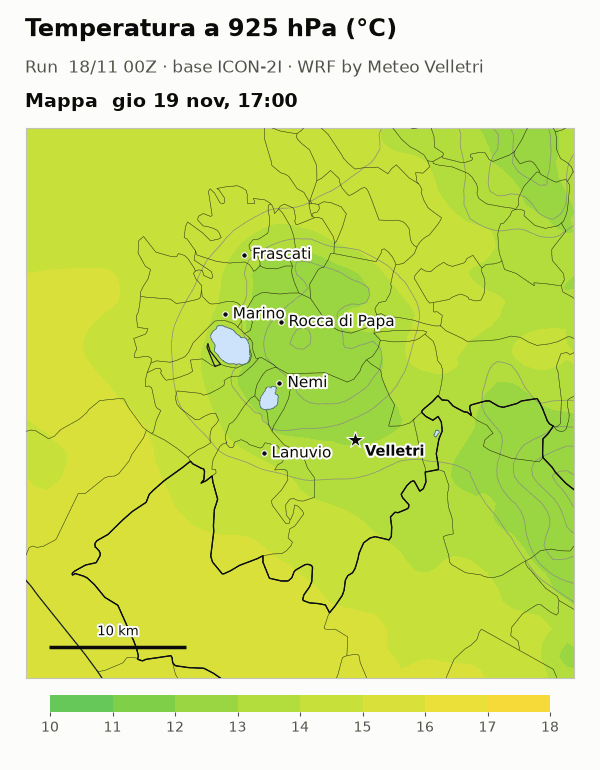 Temperatura a 925 hPa (°C)
Run  18/11 00Z · base ICON-2I · WRF by Meteo Velletri
Mappa  gio 19 nov, 17:00
Frascati
Marino
Rocca di Papa
Nemi
Lanuvio
Velletri
10 km
10 11 12 13 14 15 16 17 18